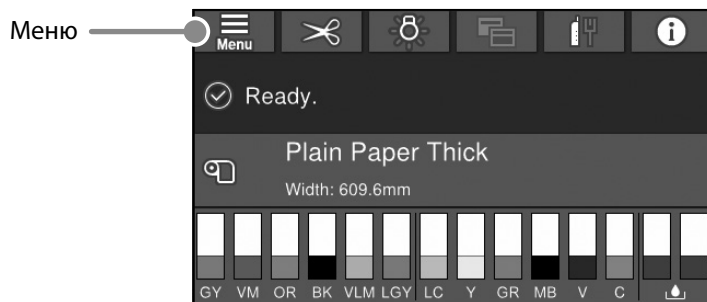 Меню
Menu
Ready.
Plain Paper Thick
Width: 609.6mm
GY VM OR BK VLM LGY LC Y GR MB V C